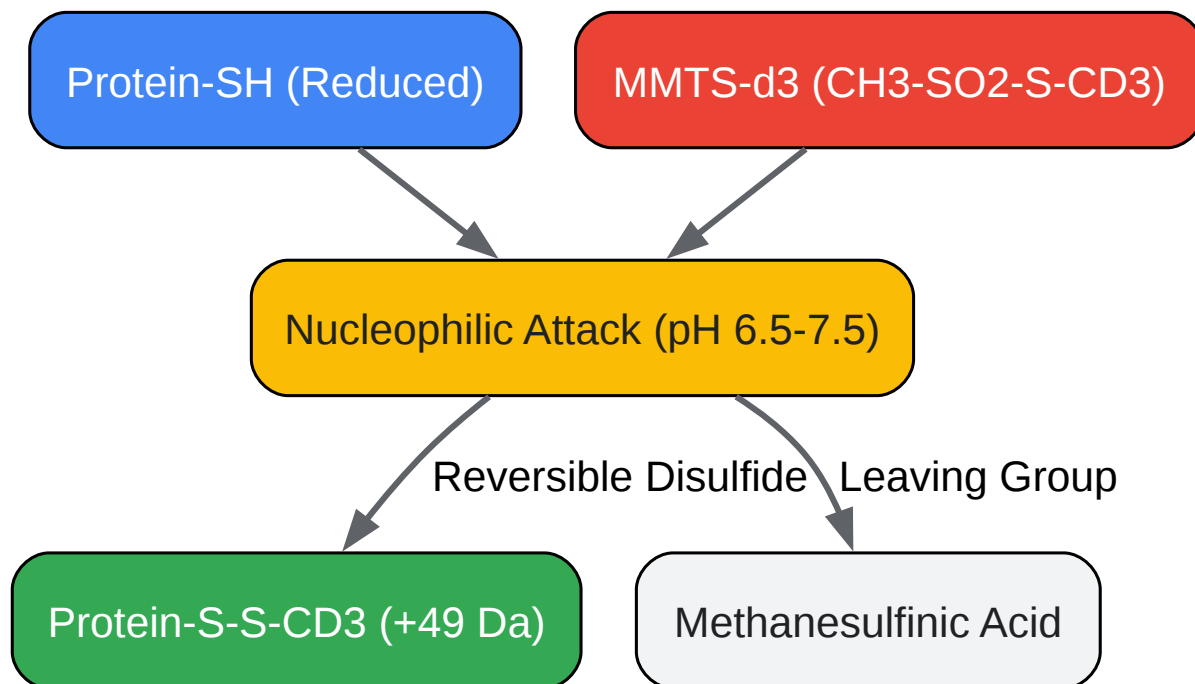 Protein-SH (Reduced)
MMTS-d3 (CH3-SO2-S-CD3)
Nucleophilic Attack (pH 6.5-7.5)
Reversible Disulfide
Leaving Group
Protein-S-S-CD3 (+49 Da)
Methanesulfinic Acid